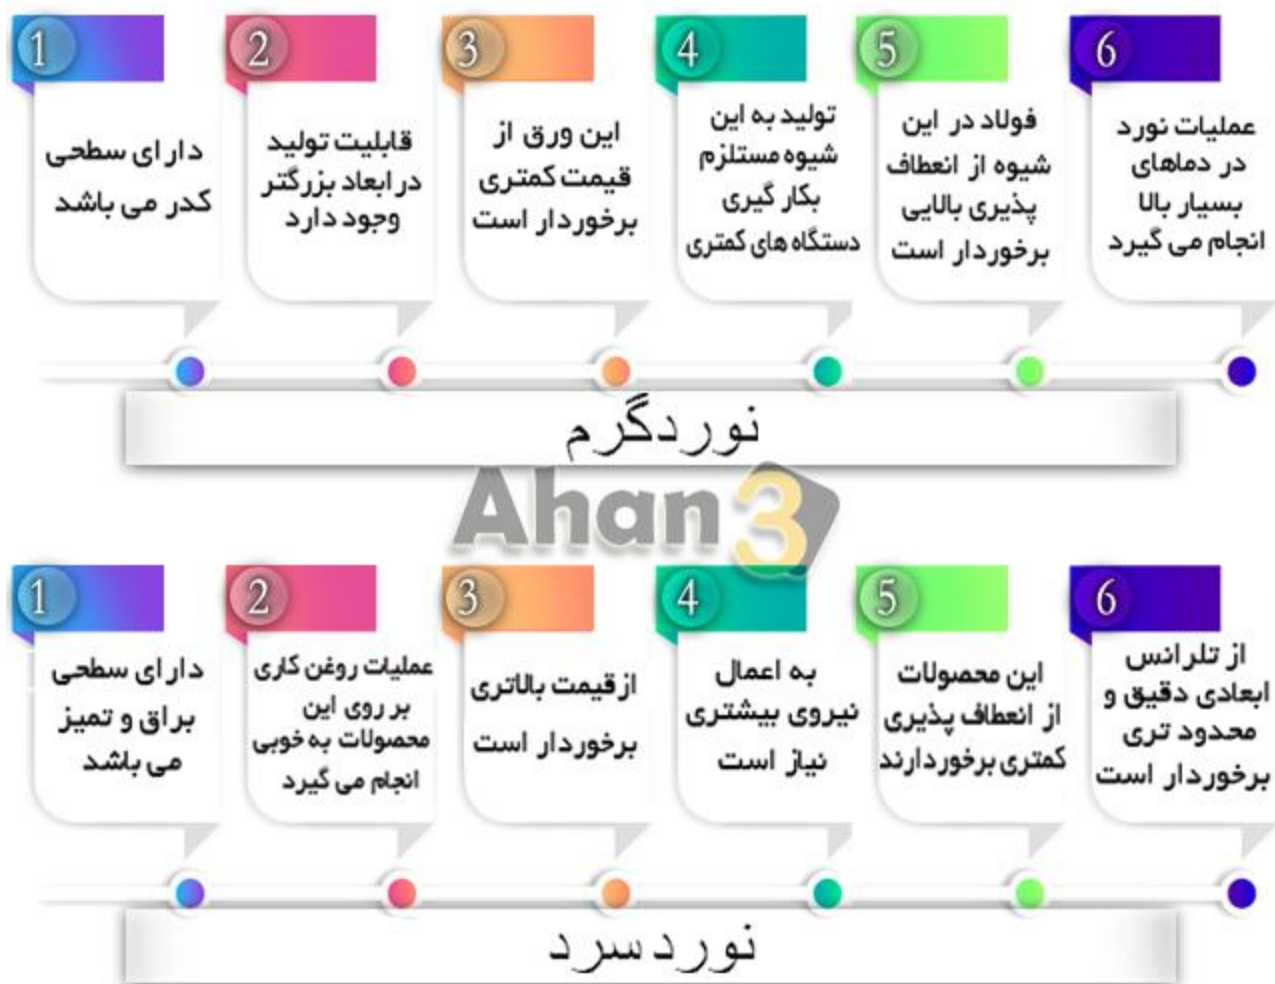 1
دارای سطحی
کدر می باشد
2
قابلیت تولید
در ابعاد بزرگتر
وجود دارد
3
این ورق از
قیمت کمتری
برخوردار است
4
تولید به این
شیوه مستلزم
بکار گیری
دستگاه های کمتری
5
فولاد در این
شیوه از انعطاف
پذیری بالایی
برخوردار است
6
عملیات نورد
در دماهای
بسیار بالا
انجام می گیرد
نوردگرم
Ahan3
1
دارای سطحی
براق و تمیز
می باشد
2
عملیات روغن کاری
بر روی این
محصولات به خوبی
انجام می گیرد
3
ازقیمت بالاتری
برخوردار است
4
به اعمال
نیروی بیشتری
نیاز است
5
این محصولات
از انعطاف پذیری
کمتری برخوردارند
6
از تلرانس
ابعادی دقیق و
محدود تری
برخوردار است
نورد سرد